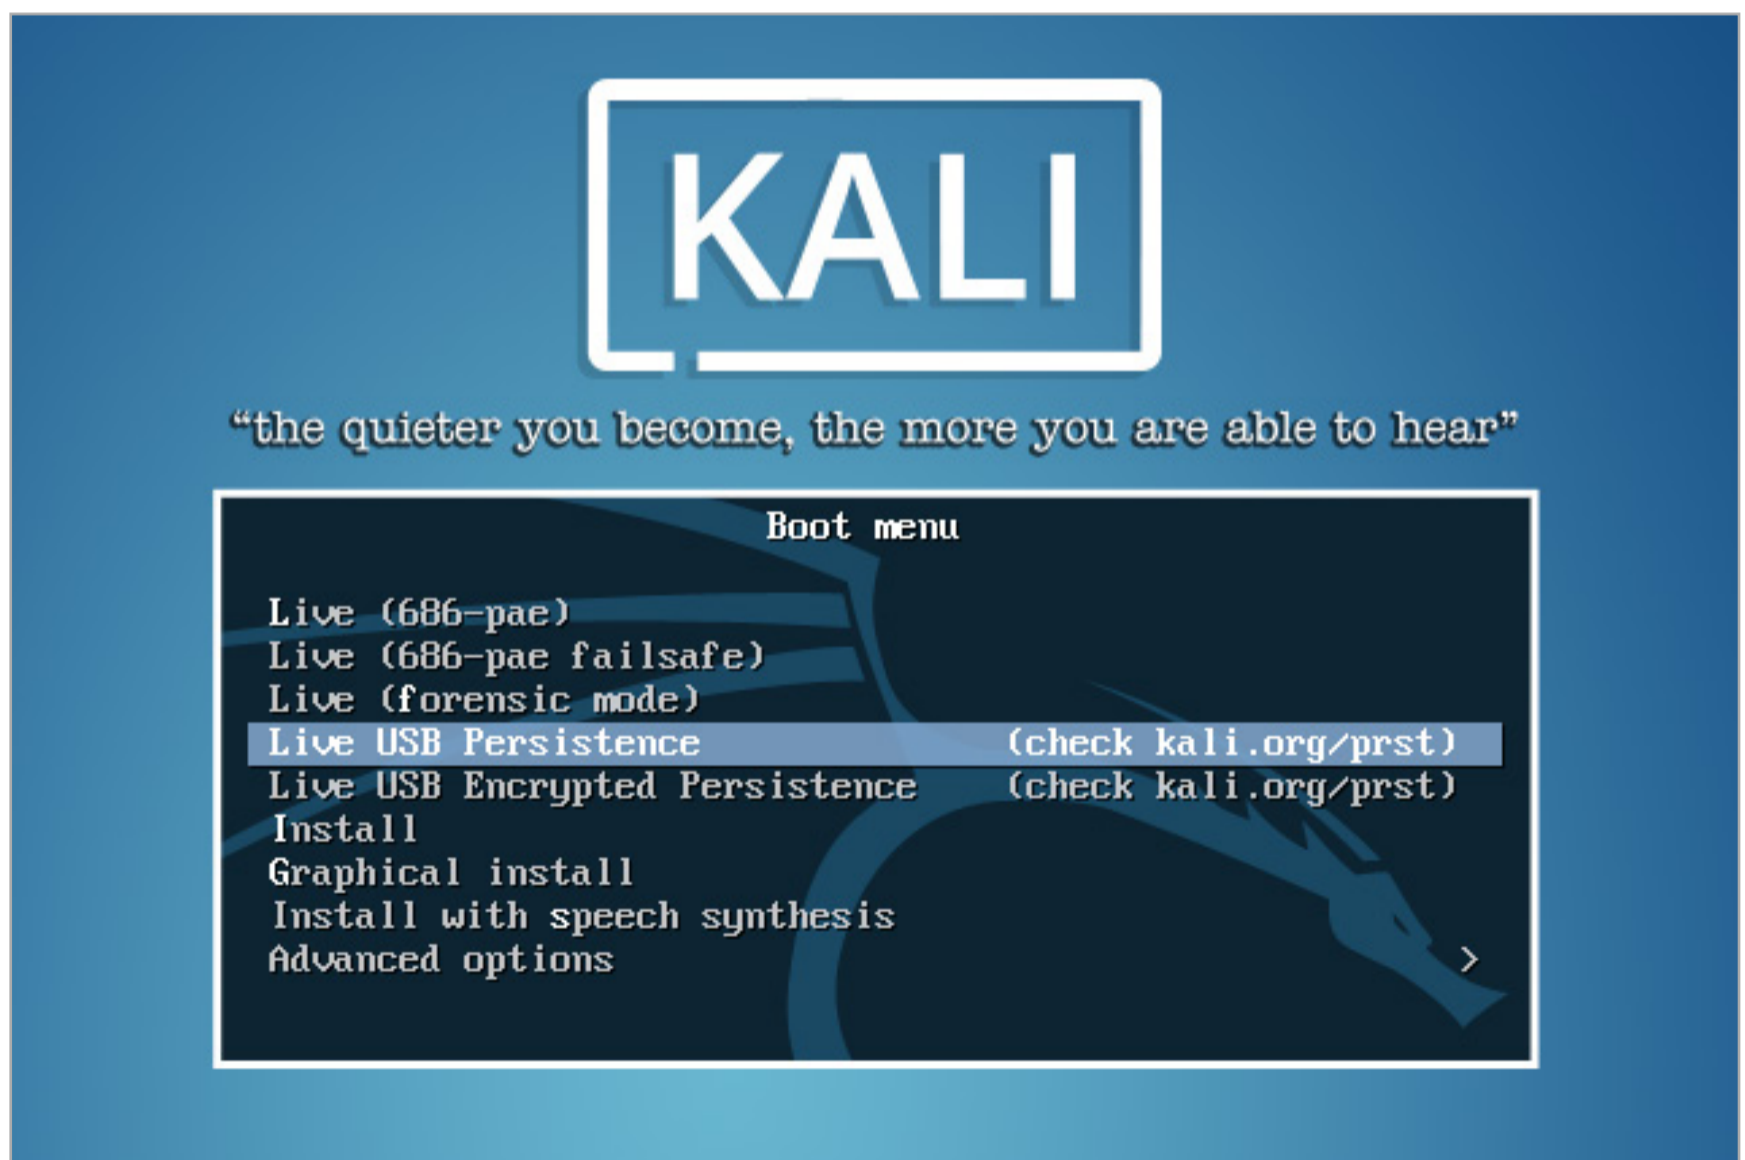 KALI
“the quieter you become, the more you are able to hear”
Boot menu
Live (686-pae)
Live (686-pae failsafe)
Live (forensic mode)
Live USB Persistence (check kali.org/prst)
Live USB Encrypted Persistence (check kali.org/prst)
Install
Graphical install
Install with speech synthesis
Advanced options >